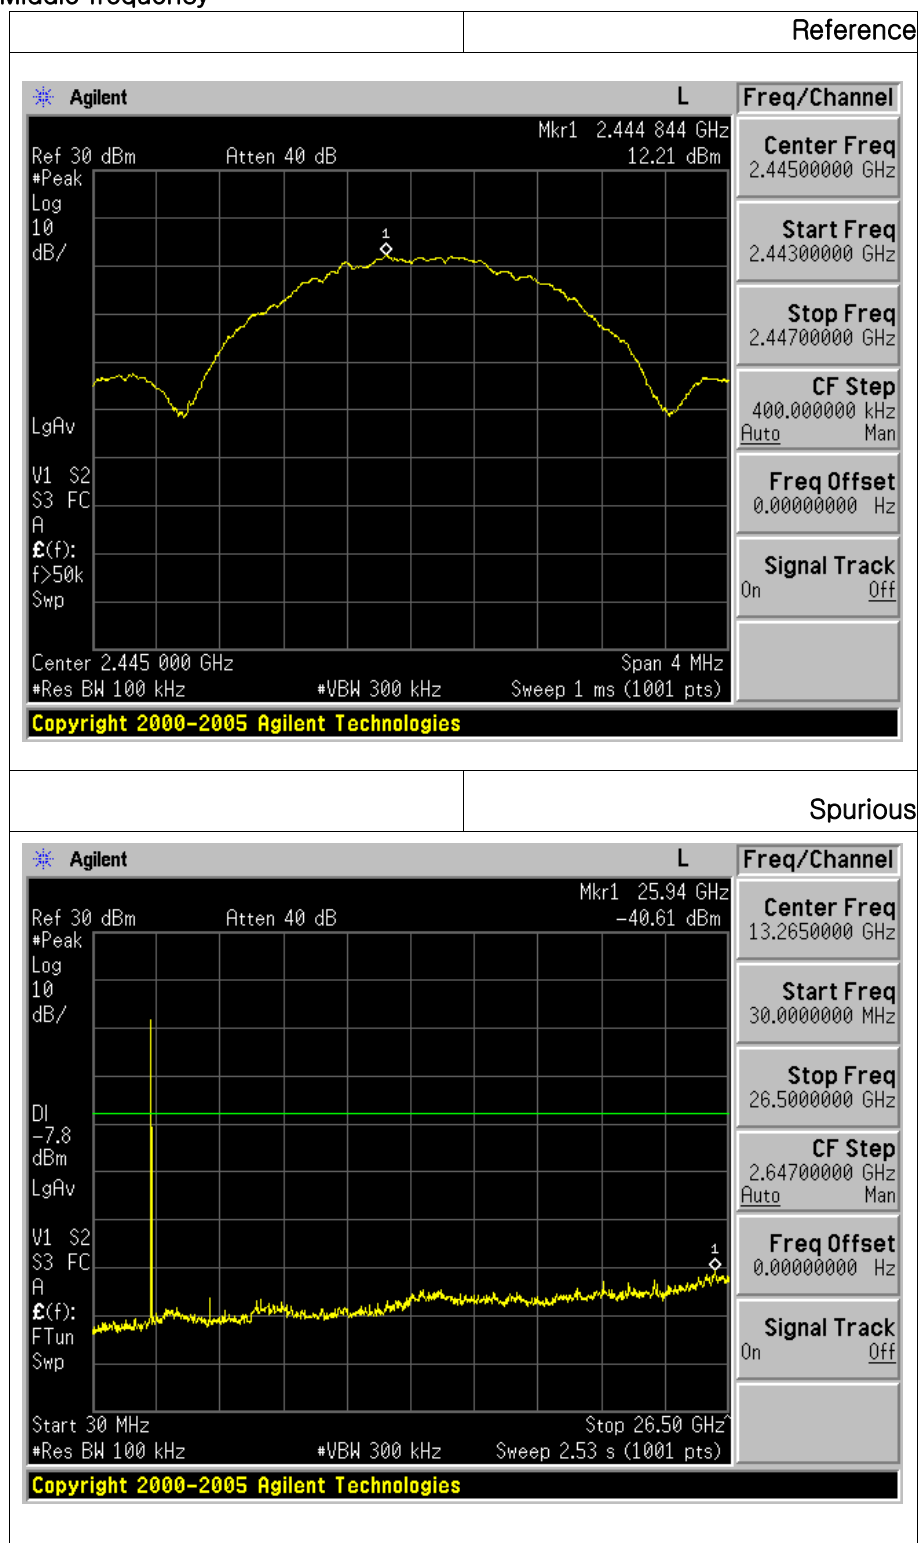 Middle frequency
Reference
Agilent L Freq/Channel
Mkr1 2.444 844 GHz
Ref 30 dBm Atten 40 dB 12.21 dBm
#Peak
Log
10
dB/
1
LgAv
V1 S2
S3 FC
A
£(f):
f>50k
Swp
Center 2.445 000 GHz Span 4 MHz
#Res BW 100 kHz #VBW 300 kHz Sweep 1 ms (1001 pts)
Center Freq
2.44500000 GHz
Start Freq
2.44300000 GHz
Stop Freq
2.44700000 GHz
CF Step
400.000000 kHz
Auto Man
Freq Offset
0.00000000 Hz
Signal Track
On Off
Copyright 2000-2005 Agilent Technologies
Spurious
Agilent L Freq/Channel
Mkr1 25.94 GHz
Ref 30 dBm Atten 40 dB -40.61 dBm
#Peak
Log
10
dB/
DI
-7.8
dBm
LgAv
1
V1 S2
S3 FC
A
£(f):
FTun
Swp
Start 30 MHz Stop 26.50 GHz^
#Res BW 100 kHz #VBW 300 kHz Sweep 2.53 s (1001 pts)
Center Freq
13.2650000 GHz
Start Freq
30.0000000 MHz
Stop Freq
26.5000000 GHz
CF Step
2.64700000 GHz
Auto Man
Freq Offset
0.00000000 Hz
Signal Track
On Off
Copyright 2000-2005 Agilent Technologies